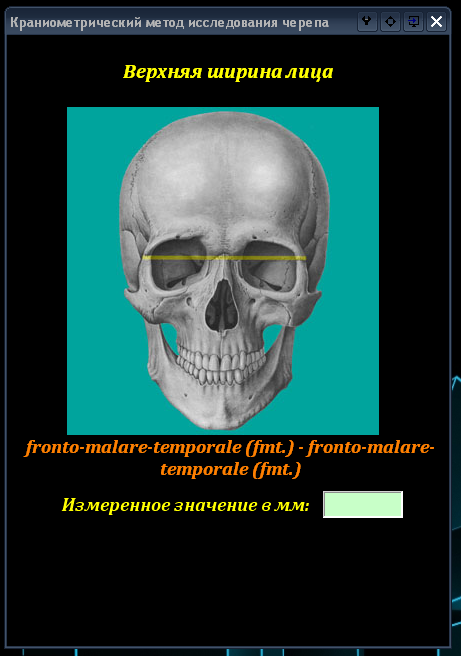 Краниометрический метод исследования черепа
Верхняя ширина лица
fronto-malare-temporale (fmt.) - fronto-malare-
temporale (fmt.)
Измеренное значение в мм: